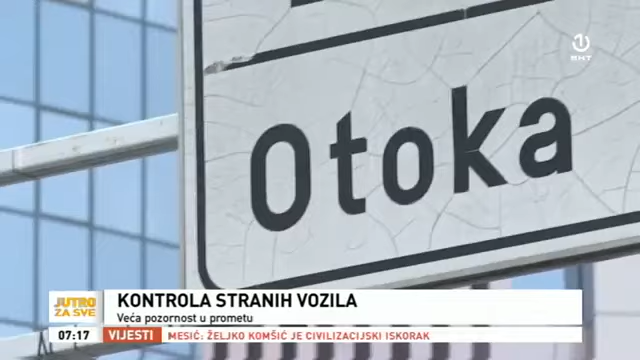 1
BHT
Otoka
JUTRO
ZA SVE
KONTROLA STRANIH VOZILA
Veća pozornost u prometu
07:17
VIJESTI
MESIĆ: ŽELJKO KOMŠIĆ JE CIVILIZACIJSKI ISKORAK